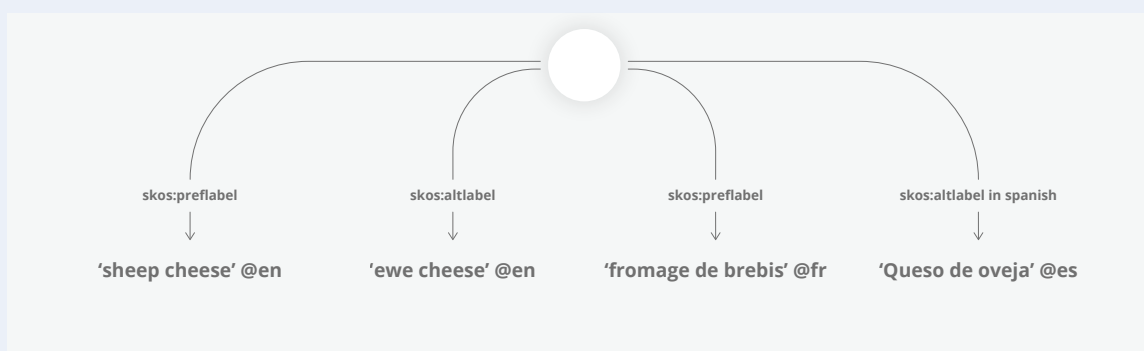 skos:preflabel
skos:altlabel
skos:preflabel
skos:altlabel in spanish
‘sheep cheese’ @en
’ewe cheese’ @en
‘fromage de brebis’ @fr
‘Queso de oveja’ @es